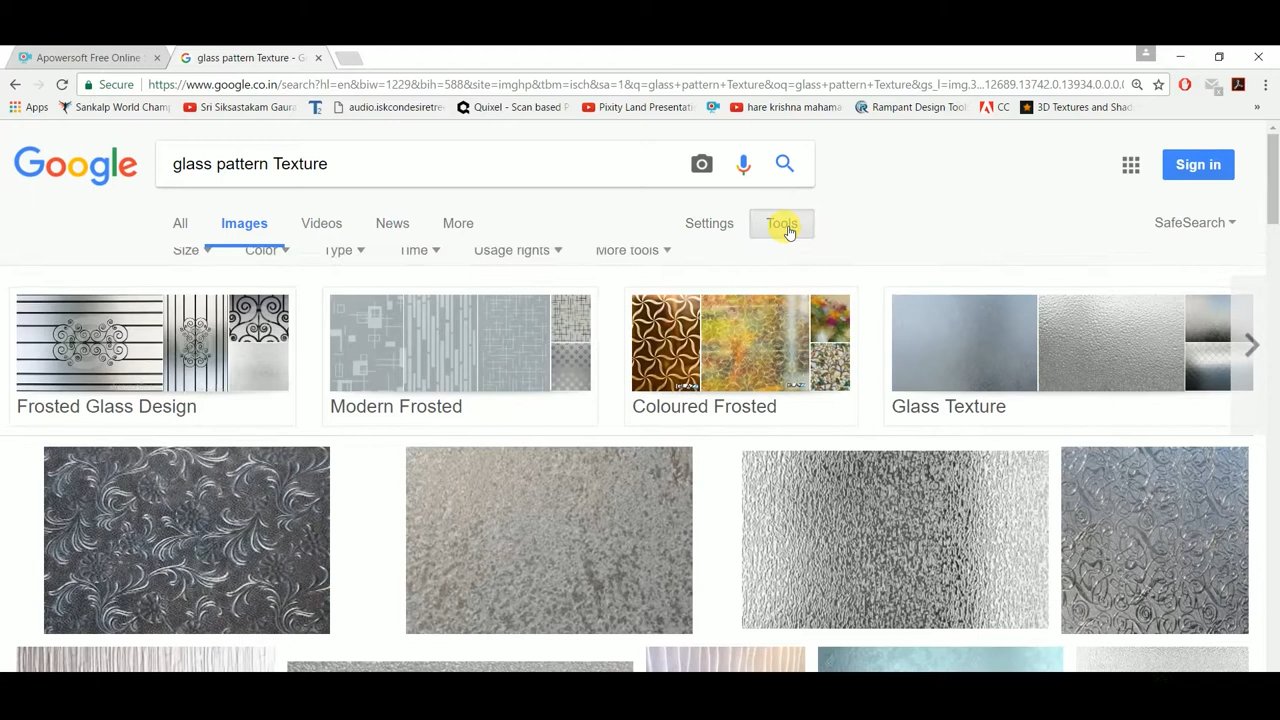 Apowersoft Free Online
glass pattern Texture - G
Secure https://www.google.co.in/search?hl=en&biw=1229&bih=588&site=imghp&tbm=isch&sa=1&q=glass+pattern+Texture&oq=glass+pattern+Texture&gs_l=img.3...12689.13742.0.13934.0.0.0.0.
Apps Sankalp World Cham Sri Siksastakam Gaura audio.iskcondesiretre Quixel - Scan based P Pixity Land Presentati hare krishna mahama Rampant Design Tool CC 3D Textures and Shad »
Google glass pattern Texture Sign in
All Images Videos News More Settings Tools SafeSearch
Size Color Type Time Usage rights More tools
Frosted Glass Design Modern Frosted Coloured Frosted Glass Texture